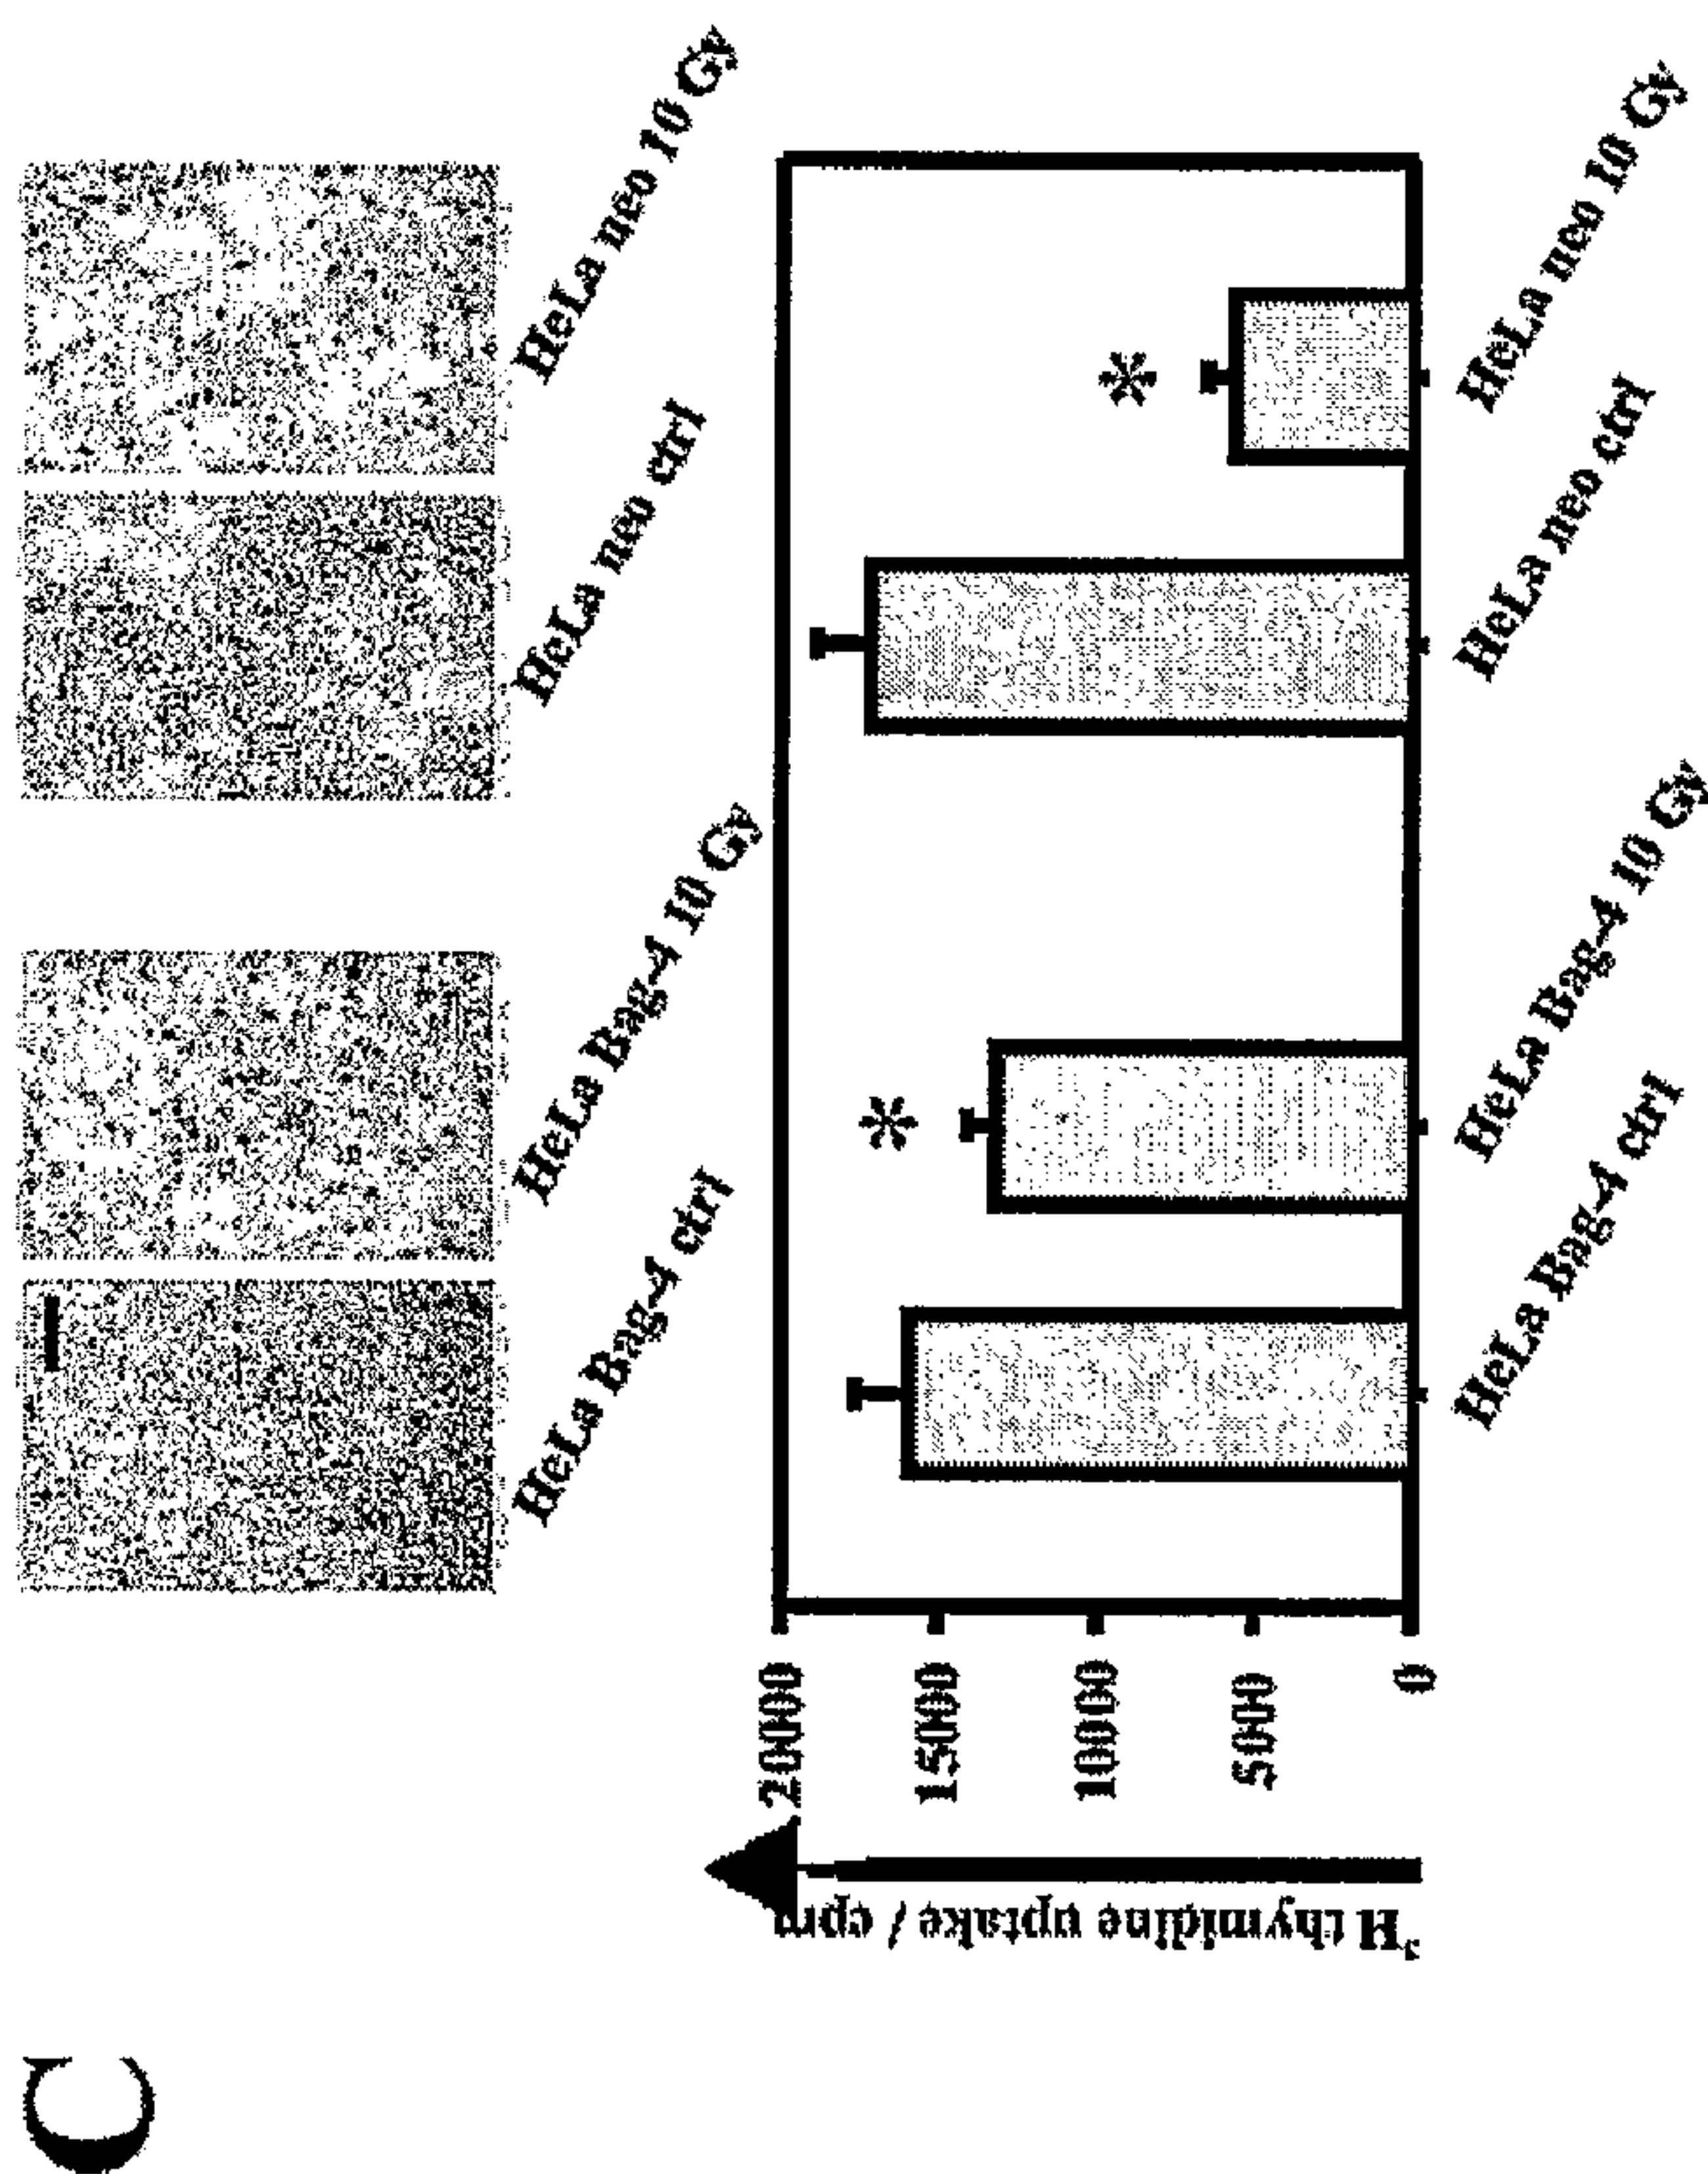 C
HeLa Bag-4 ctrl
HeLa Bag-4 10 Gy
HeLa neo ctrl
HeLa neo 10 Gy
³H thymidine uptake / cpm
20000
15000
10000
5000
0
*
*
HeLa Bag-4 ctrl
HeLa Bag-4 10 Gy
HeLa neo ctrl
HeLa neo 10 Gy